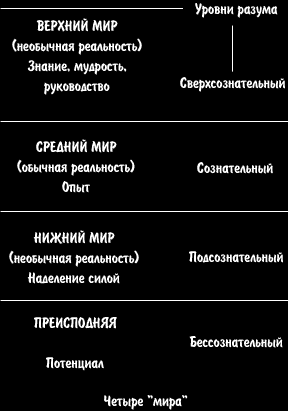 Уровни разума
ВЕРХНИЙ МИР
(необычная реальность)
Знание, мудрость,
руководство
Сверхсознательный
СРЕДНИЙ МИР
(обычная реальность)
Опыт
Сознательный
НИЖНИЙ МИР
(необычная реальность)
Наделение силой
Подсознательный
ПРЕИСПОДНЯЯ
Потенциал
Бессознательный
Четыре "мира"